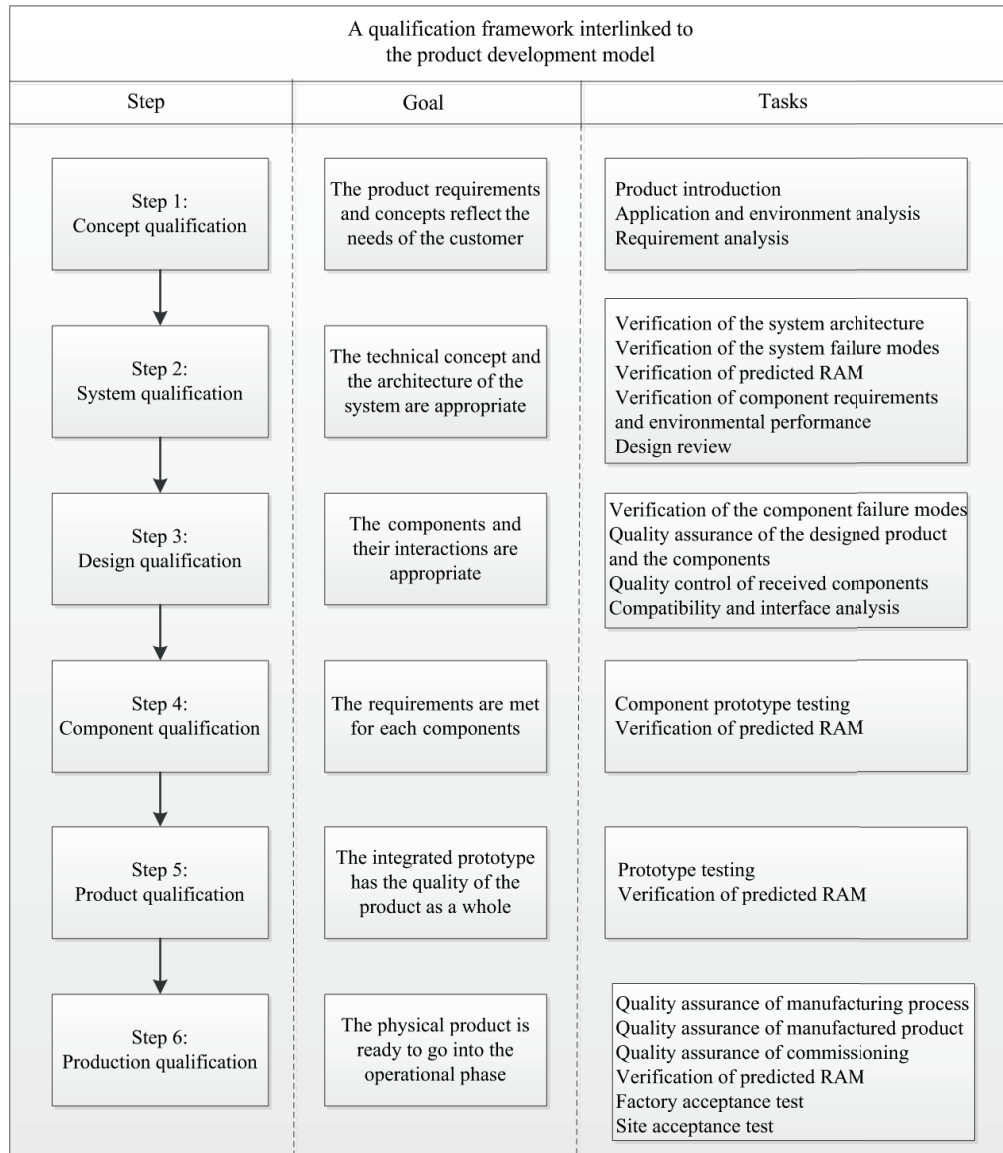 A qualification framework interlinked to
the product development model
Step
Goal
Tasks
Step 1:
Concept qualification
The product requirements
and concepts reflect the
needs of the customer
Product introduction
Application and environment analysis
Requirement analysis
Step 2:
System qualification
The technical concept and
the architecture of the
system are appropriate
Verification of the system architecture
Verification of the system failure modes
Verification of predicted RAM
Verification of component requirements
and environmental performance
Design review
Step 3:
Design qualification
The components and
their interactions are
appropriate
Verification of the component failure modes
Quality assurance of the designed product
and the components
Quality control of received components
Compatibility and interface analysis
Step 4:
Component qualification
The requirements are met
for each components
Component prototype testing
Verification of predicted RAM
Step 5:
Product qualification
The integrated prototype
has the quality of the
product as a whole
Prototype testing
Verification of predicted RAM
Step 6:
Production qualification
The physical product is
ready to go into the
operational phase
Quality assurance of manufacturing process
Quality assurance of manufactured product
Quality assurance of commissioning
Verification of predicted RAM
Factory acceptance test
Site acceptance test